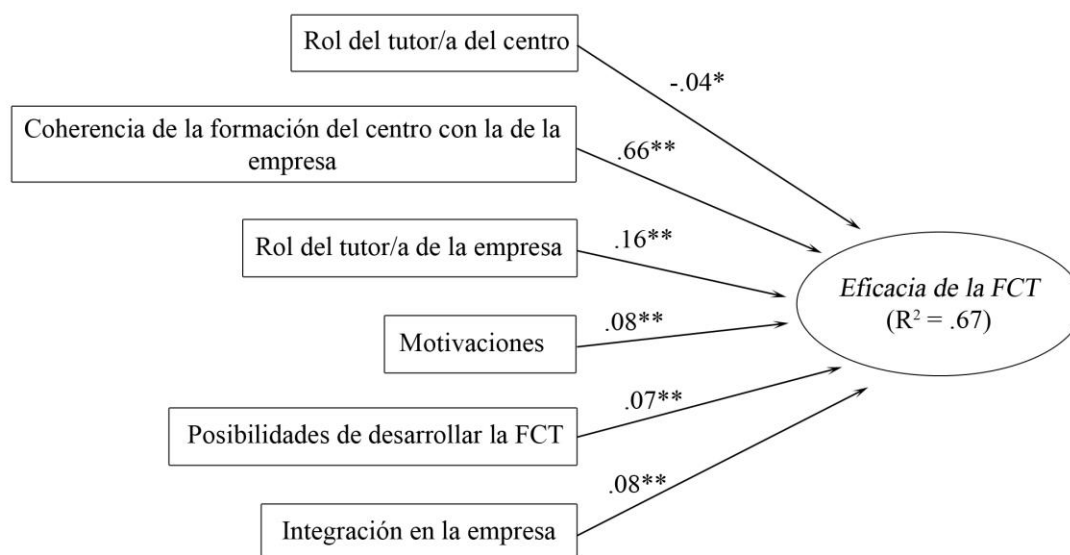 Rol del tutor/a del centro
-.04*
Coherencia de la formación del centro con la de la
empresa
.66**
Rol del tutor/a de la empresa
.16**
Eficacia de la FCT
(R² = .67)
Motivaciones
.08**
Posibilidades de desarrollar la FCT
.07**
Integración en la empresa
.08**